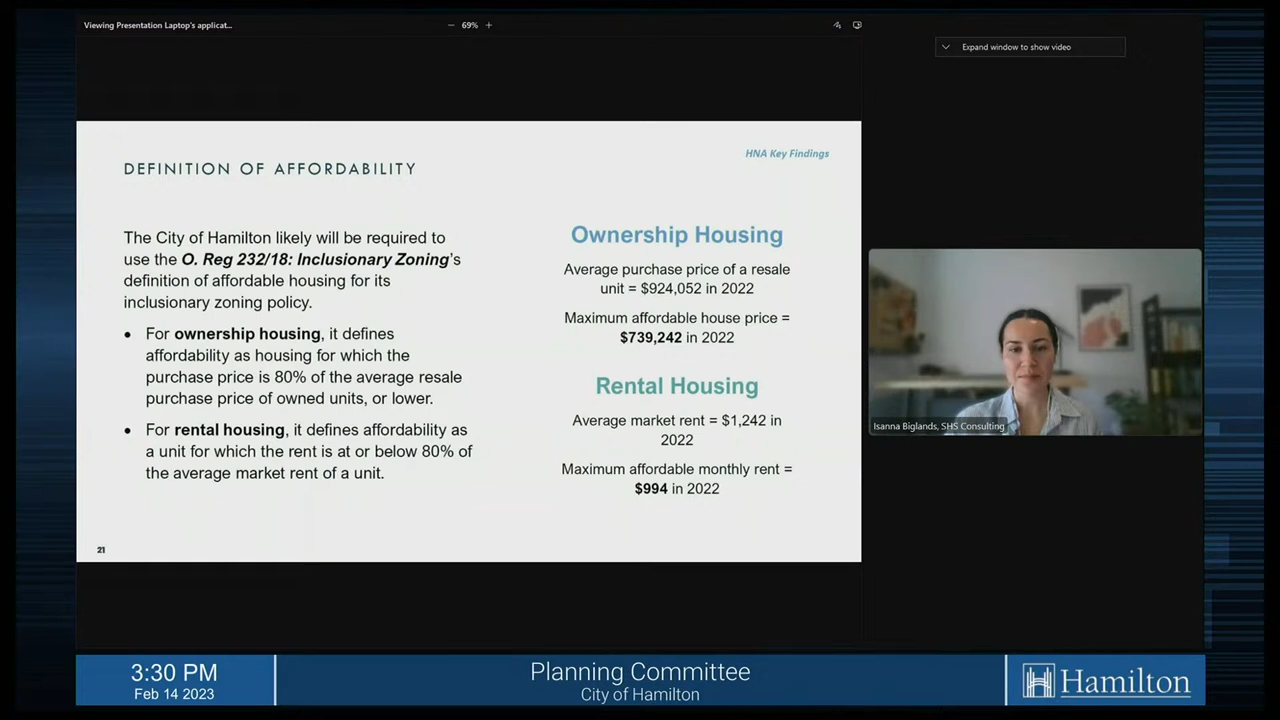 Viewing Presentation Laptop's applicat...
69%
Expand window to show video
HNA Key Findings
DEFINITION OF AFFORDABILITY
The City of Hamilton likely will be required to
use the O. Reg 232/18: Inclusionary Zoning's
definition of affordable housing for its
inclusionary zoning policy.
• For ownership housing, it defines
affordability as housing for which the
purchase price is 80% of the average resale
purchase price of owned units, or lower.
• For rental housing, it defines affordability as
a unit for which the rent is at or below 80% of
the average market rent of a unit.
Ownership Housing
Average purchase price of a resale
unit = $924,052 in 2022
Maximum affordable house price =
$739,242 in 2022
Rental Housing
Average market rent = $1,242 in
2022
Maximum affordable monthly rent =
$994 in 2022
21
Isanna Biglands, SHS Consulting
3:30 PM
Feb 14 2023
Planning Committee
City of Hamilton
Hamilton